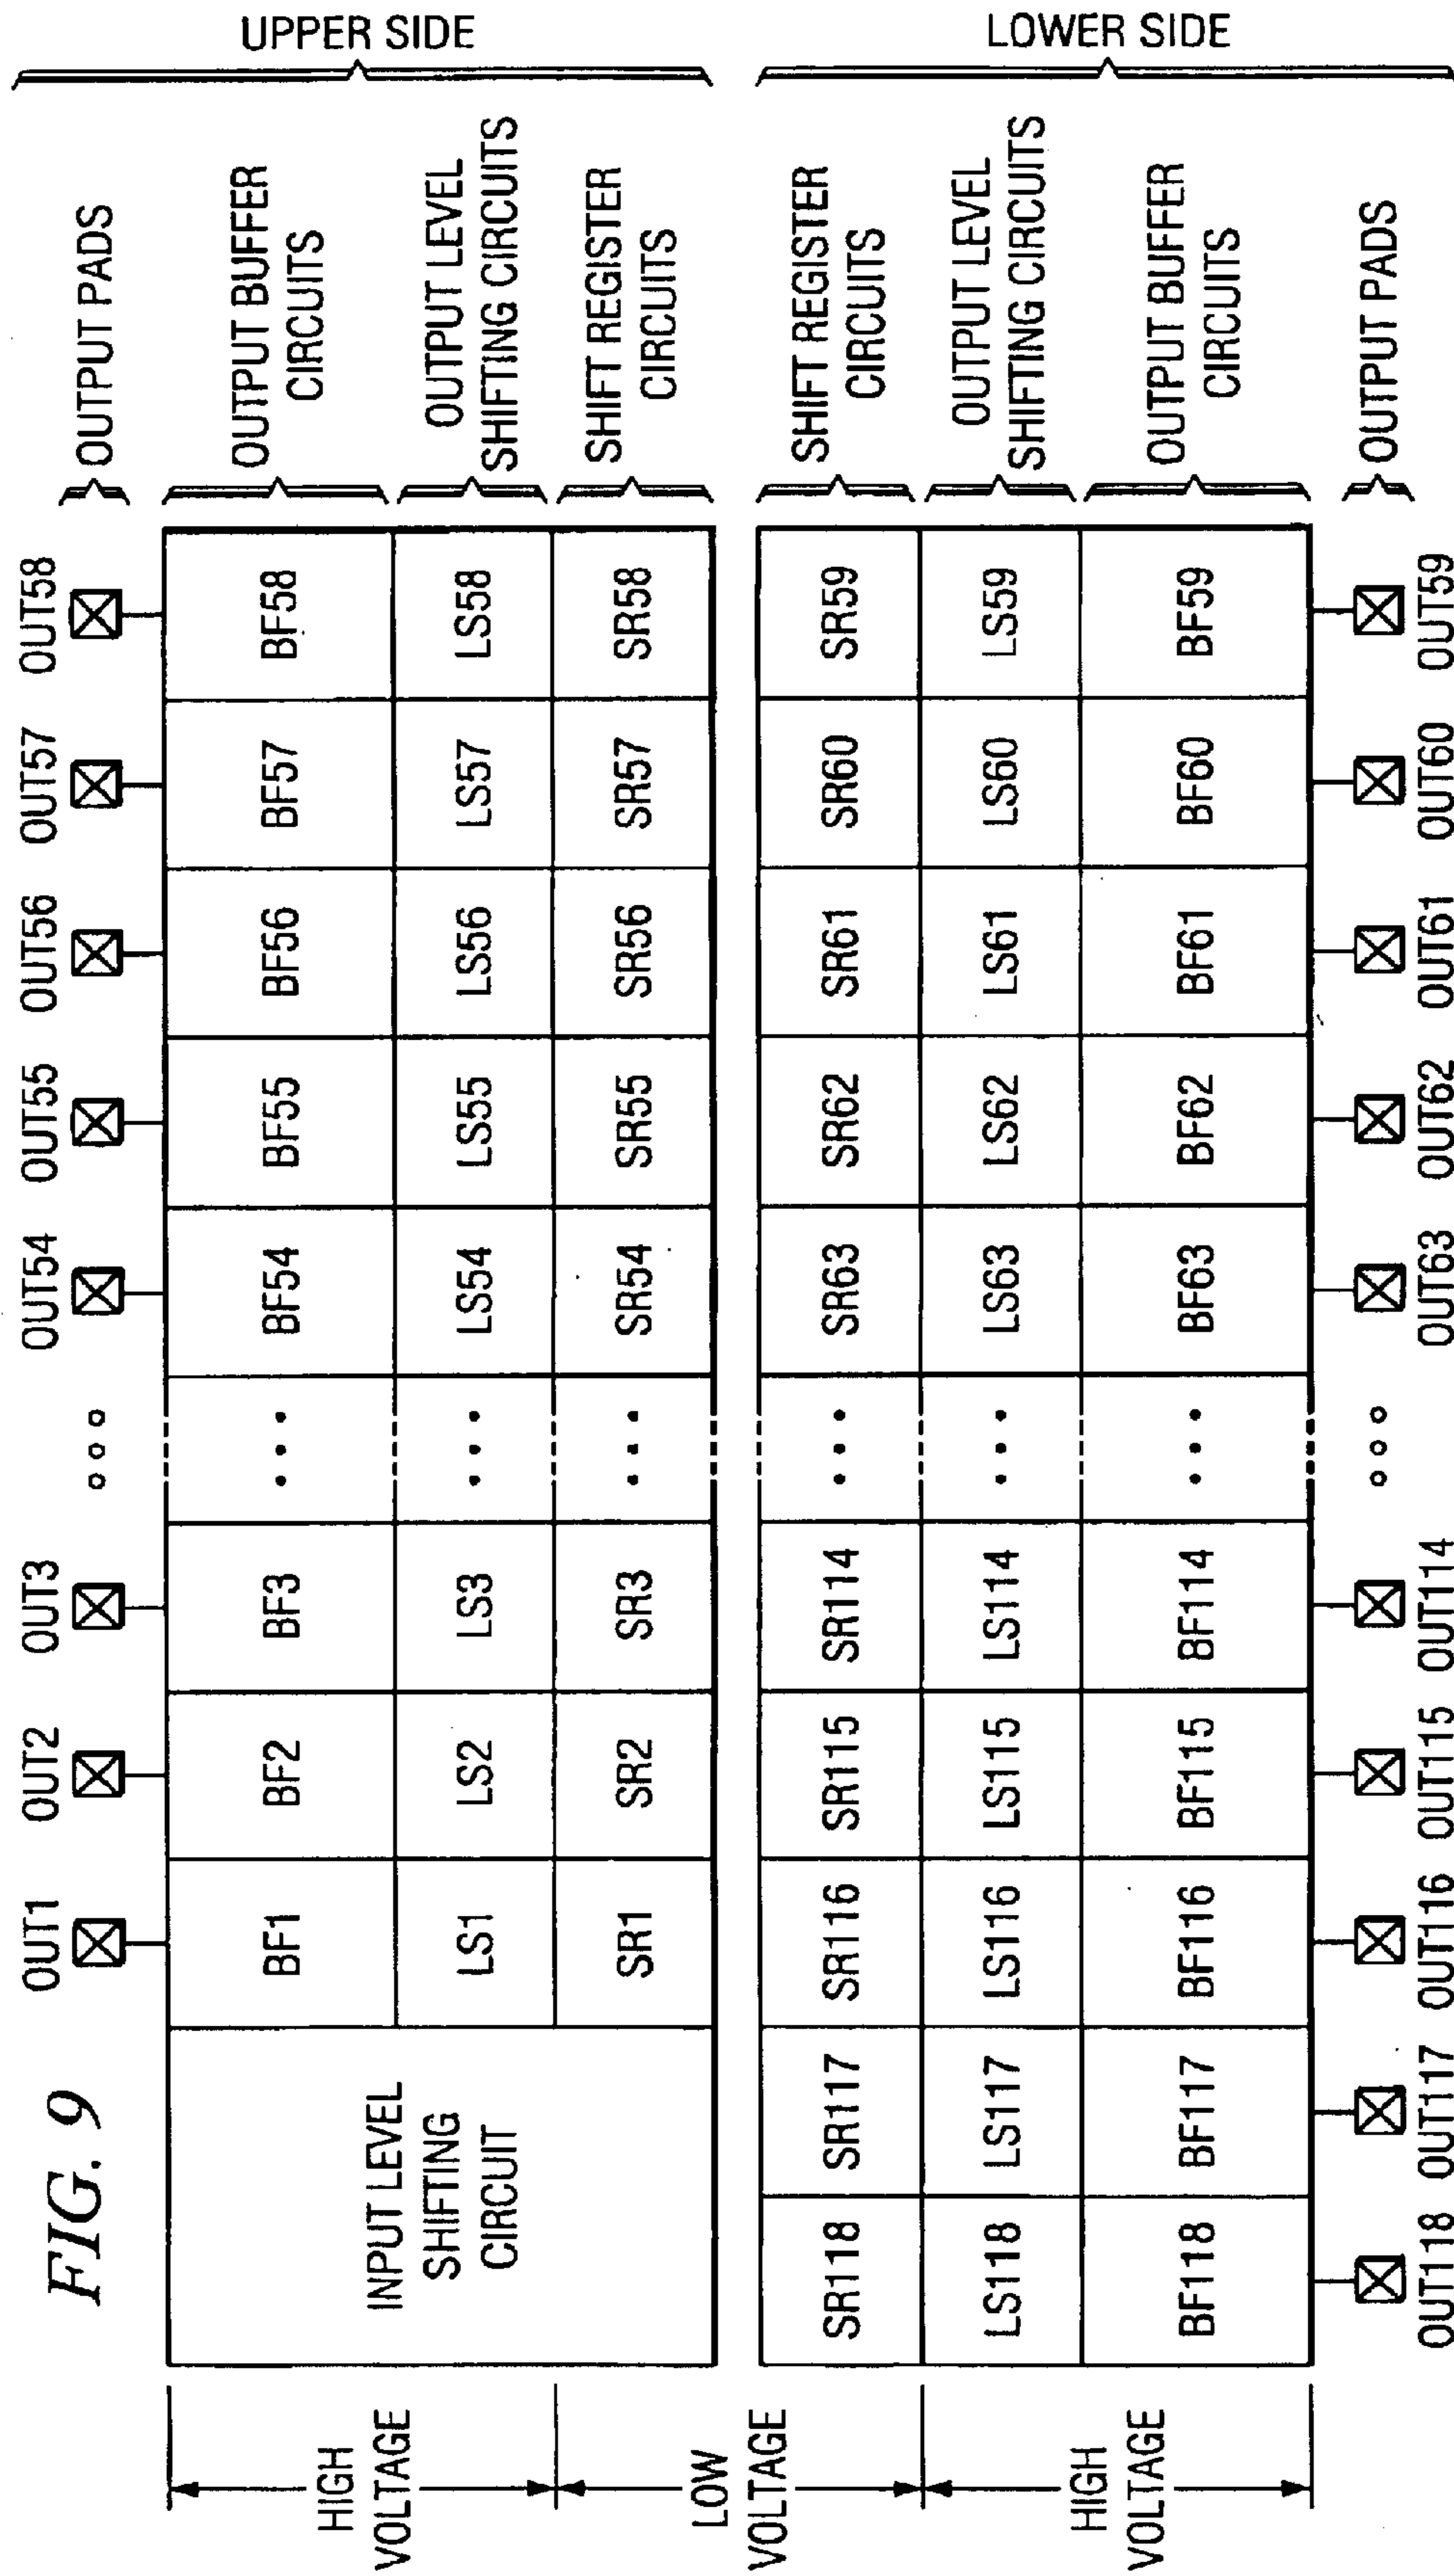 FIG. 9
OUT1 OUT2 OUT3 OUT54 OUT55 OUT56 OUT57 OUT58
OUTPUT PADS
UPPER SIDE
HIGH
VOLTAGE
INPUT LEVEL
SHIFTING
CIRCUIT
BF1 BF2 BF3 ... BF54 BF55 BF56 BF57 BF58
OUTPUT BUFFER
CIRCUITS
LS1 LS2 LS3 ... LS54 LS55 LS56 LS57 LS58
OUTPUT LEVEL
SHIFTING CIRCUITS
SR1 SR2 SR3 ... SR54 SR55 SR56 SR57 SR58
SHIFT REGISTER
CIRCUITS
LOW
VOLTAGE
SR118 SR117 SR116 SR115 SR114 ... SR63 SR62 SR61 SR60 SR59
SHIFT REGISTER
CIRCUITS
LOWER SIDE
HIGH
VOLTAGE
LS118 LS117 LS116 LS115 LS114 ... LS63 LS62 LS61 LS60 LS59
OUTPUT LEVEL
SHIFTING CIRCUITS
BF118 BF117 BF116 BF115 BF114 ... BF63 BF62 BF61 BF60 BF59
OUTPUT BUFFER
CIRCUITS
OUTPUT PADS
OUT118 OUT117 OUT116 OUT115 OUT114 OUT63 OUT62 OUT61 OUT60 OUT59